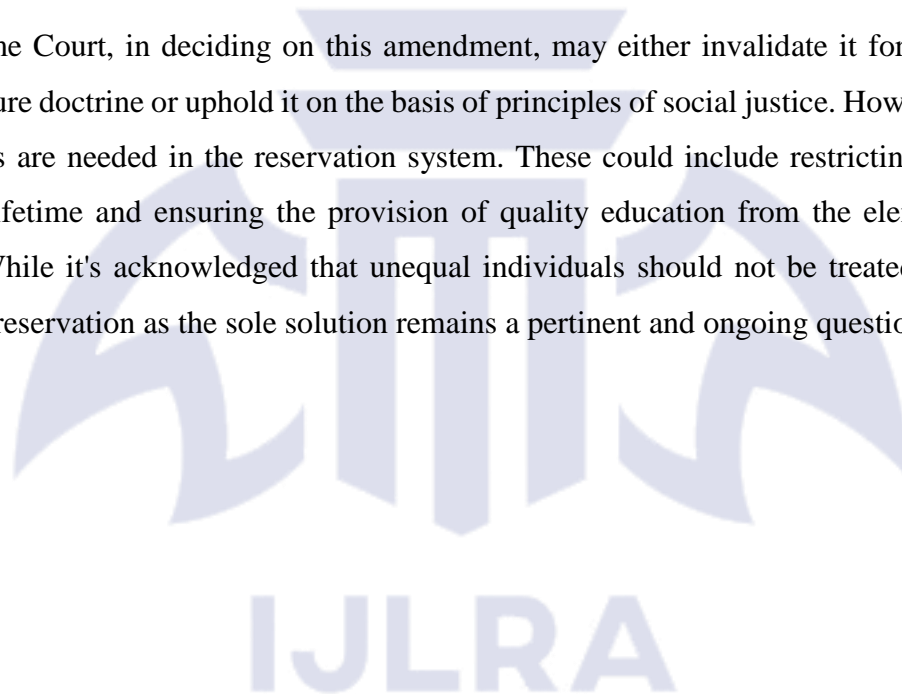 ne Court, in deciding on this amendment, may either invalidate it for
ure doctrine or uphold it on the basis of principles of social justice. How
s are needed in the reservation system. These could include restrictin
ifetime and ensuring the provision of quality education from the ele
While it's acknowledged that unequal individuals should not be treated
reservation as the sole solution remains a pertinent and ongoing questio
IJLRA